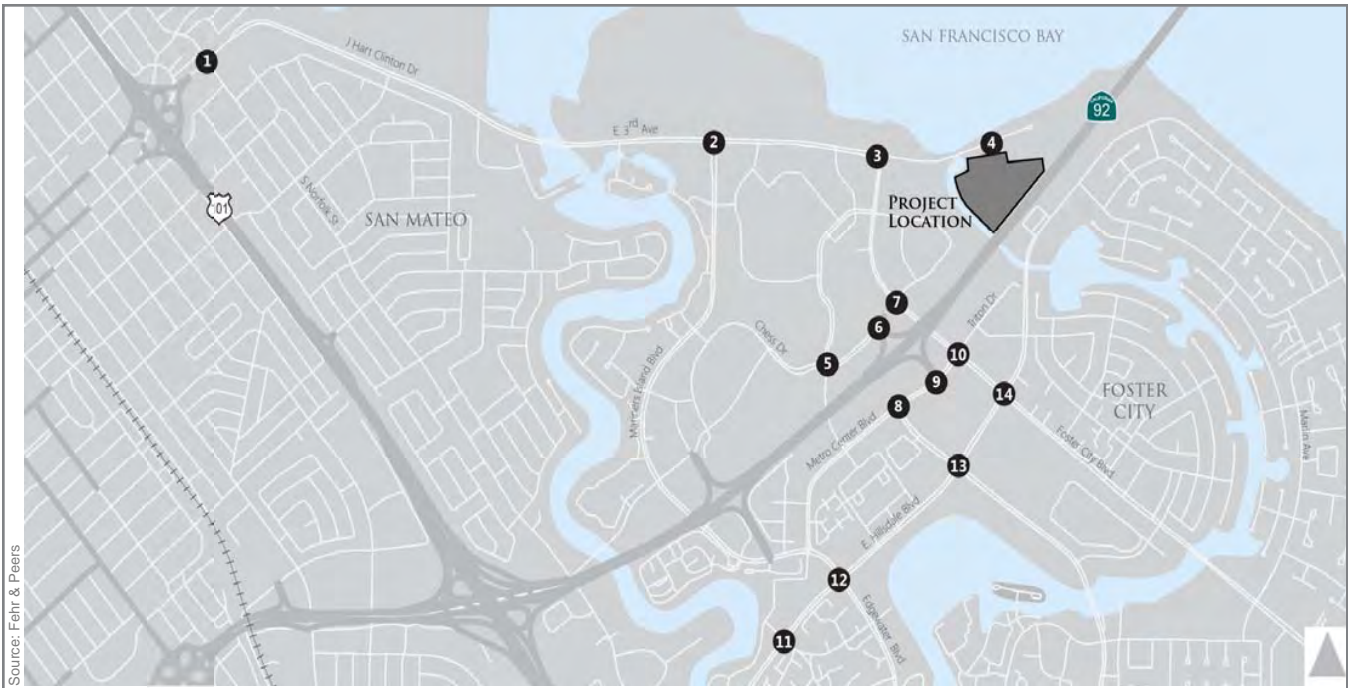 SAN FRANCISCO BAY
92
1
J Hart Clinton Dr
E 3rd Ave
2
3
4
PROJECT
LOCATION
101
S Norfolk St
SAN MATEO
7
6
Triton Dr
Chess Dr
5
10
9
14
8
FOSTER
CITY
Mariners Island Blvd
Metro Center Blvd
Foster City Blvd
Marlin Ave
13
E. Hillsdale Blvd
12
Edgewater Blvd
11
Source: Fehr & Peers